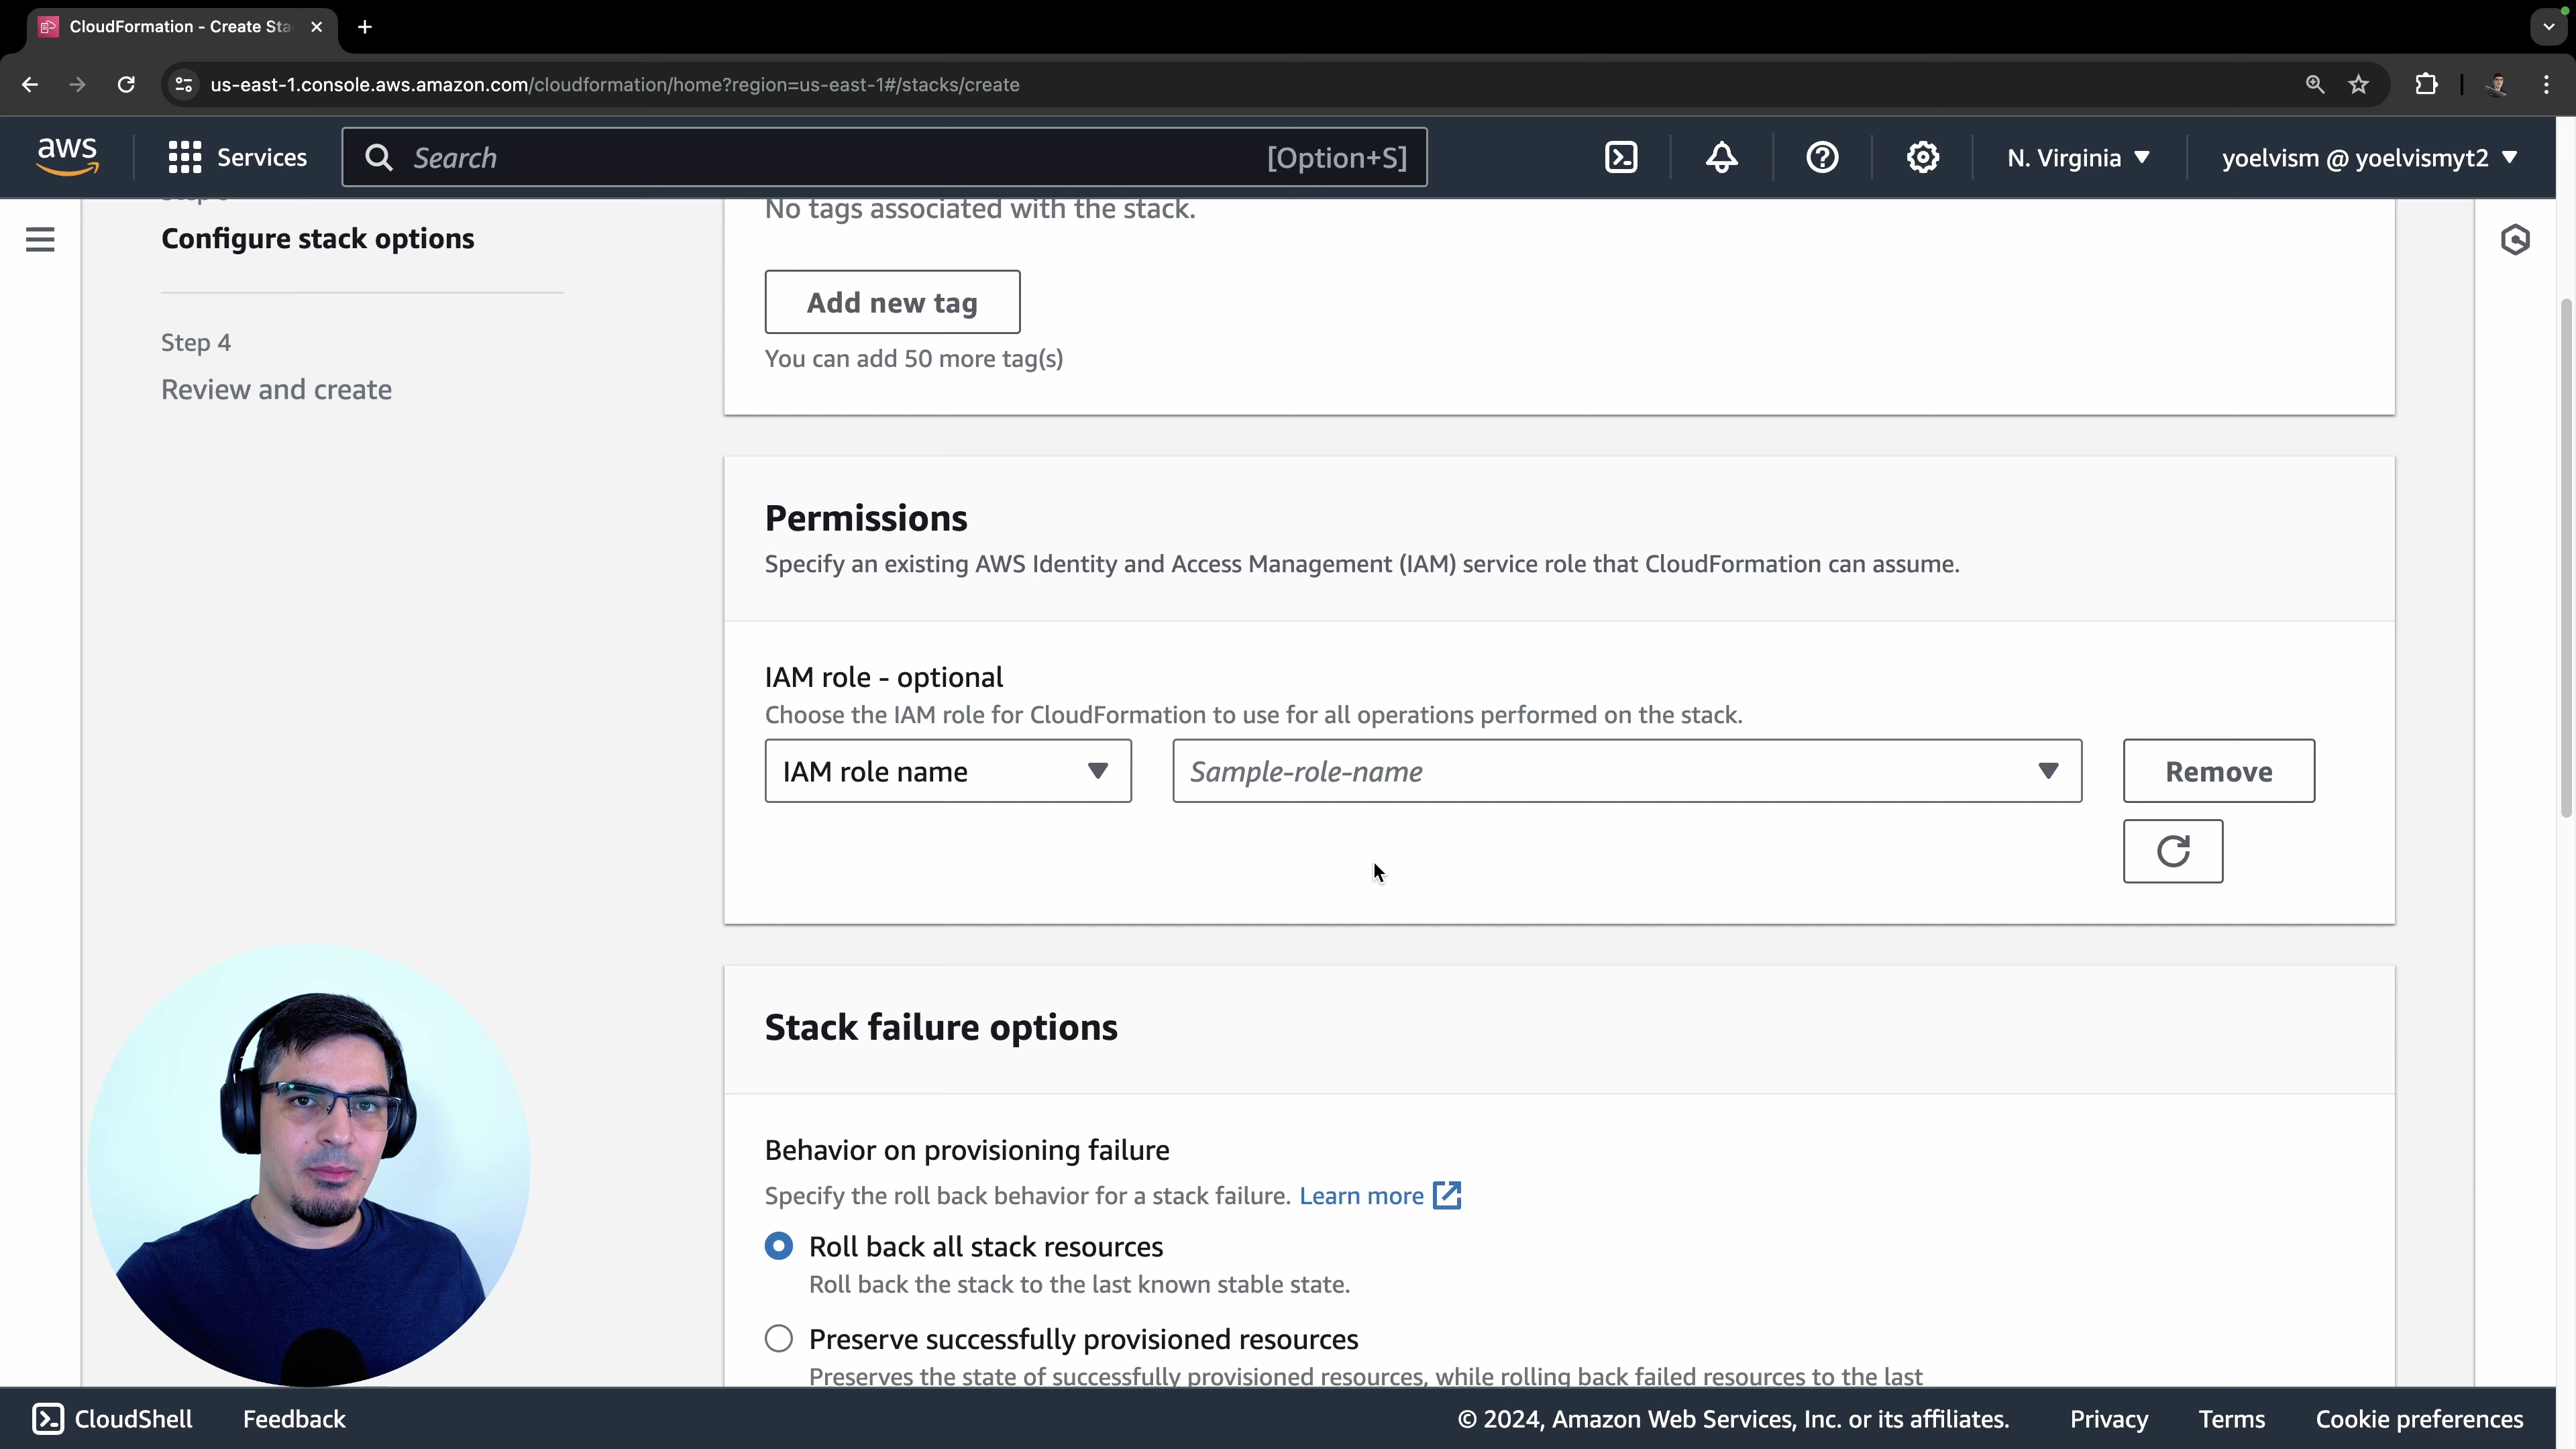 CloudFormation - Create Sta
us-east-1.console.aws.amazon.com/cloudformation/home?region=us-east-1#/stacks/create
aws
Services
Search
[Option+S]
N. Virginia
yoelvism @ yoelvismyt2
Configure stack options
Step 4
Review and create
No tags associated with the stack.
Add new tag
You can add 50 more tag(s)
Permissions
Specify an existing AWS Identity and Access Management (IAM) service role that CloudFormation can assume.
IAM role - optional
Choose the IAM role for CloudFormation to use for all operations performed on the stack.
IAM role name
Sample-role-name
Remove
Stack failure options
Behavior on provisioning failure
Specify the roll back behavior for a stack failure. Learn more
Roll back all stack resources
Roll back the stack to the last known stable state.
Preserve successfully provisioned resources
Preserves the state of successfully provisioned resources, while rolling back failed resources to the last
CloudShell
Feedback
© 2024, Amazon Web Services, Inc. or its affiliates.
Privacy
Terms
Cookie preferences